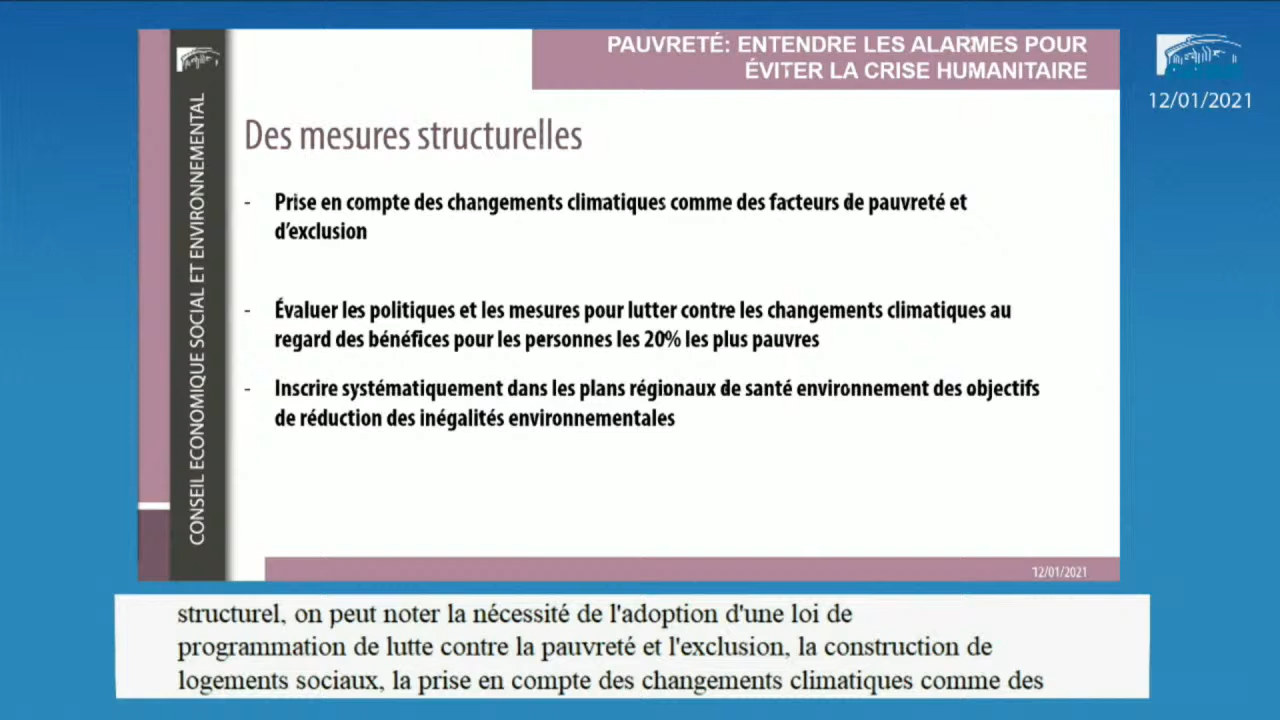 PAUVRETÉ: ENTENDRE LES ALARMES POUR
ÉVITER LA CRISE HUMANITAIRE
12/01/2021
CONSEIL ECONOMIQUE SOCIAL ET ENVIRONNEMENTAL
Des mesures structurelles
- Prise en compte des changements climatiques comme des facteurs de pauvreté et
d’exclusion
- Évaluer les politiques et les mesures pour lutter contre les changements climatiques au
regard des bénéfices pour les personnes les 20% les plus pauvres
- Inscrire systématiquement dans les plans régionaux de santé environnement des objectifs
de réduction des inégalités environnementales
12/01/2021
structurel, on peut noter la nécessité de l'adoption d'une loi de
programmation de lutte contre la pauvreté et l'exclusion, la construction de
logements sociaux, la prise en compte des changements climatiques comme des